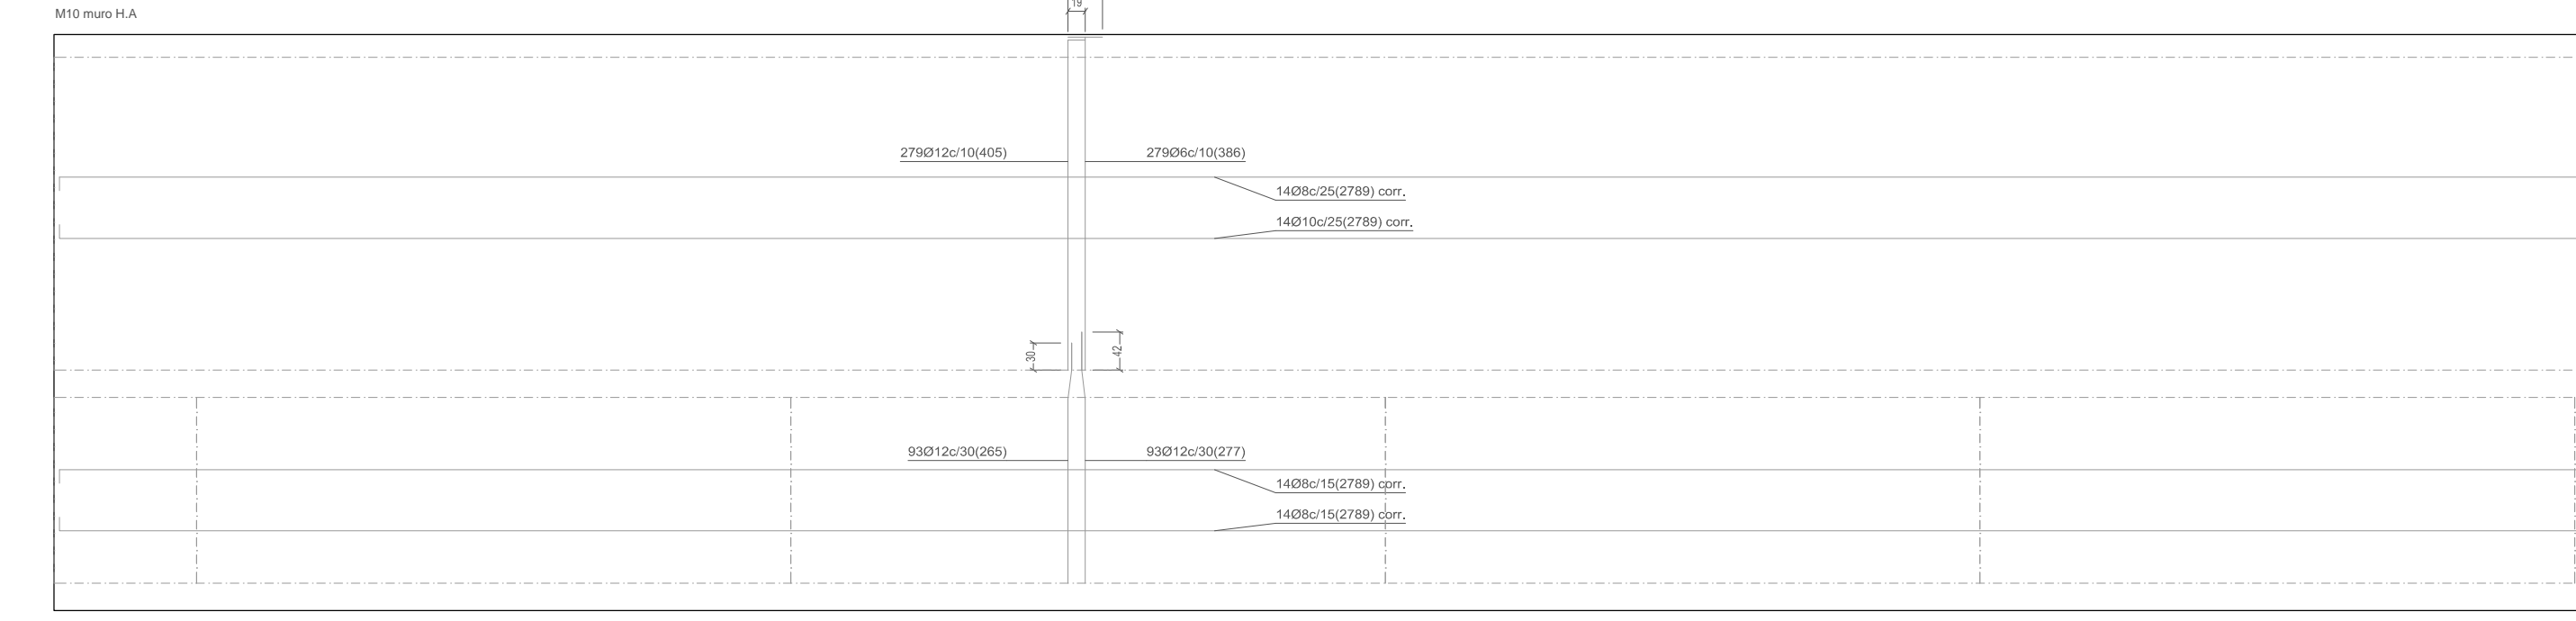 M10 muro H.A
19
279Ø12c/10(405)
279Ø6c/10(386)
14Ø8c/25(2789) corr.
14Ø10c/25(2789) corr.
30
42
93Ø12c/30(265)
93Ø12c/30(277)
14Ø8c/15(2789) corr.
14Ø8c/15(2789) corr.